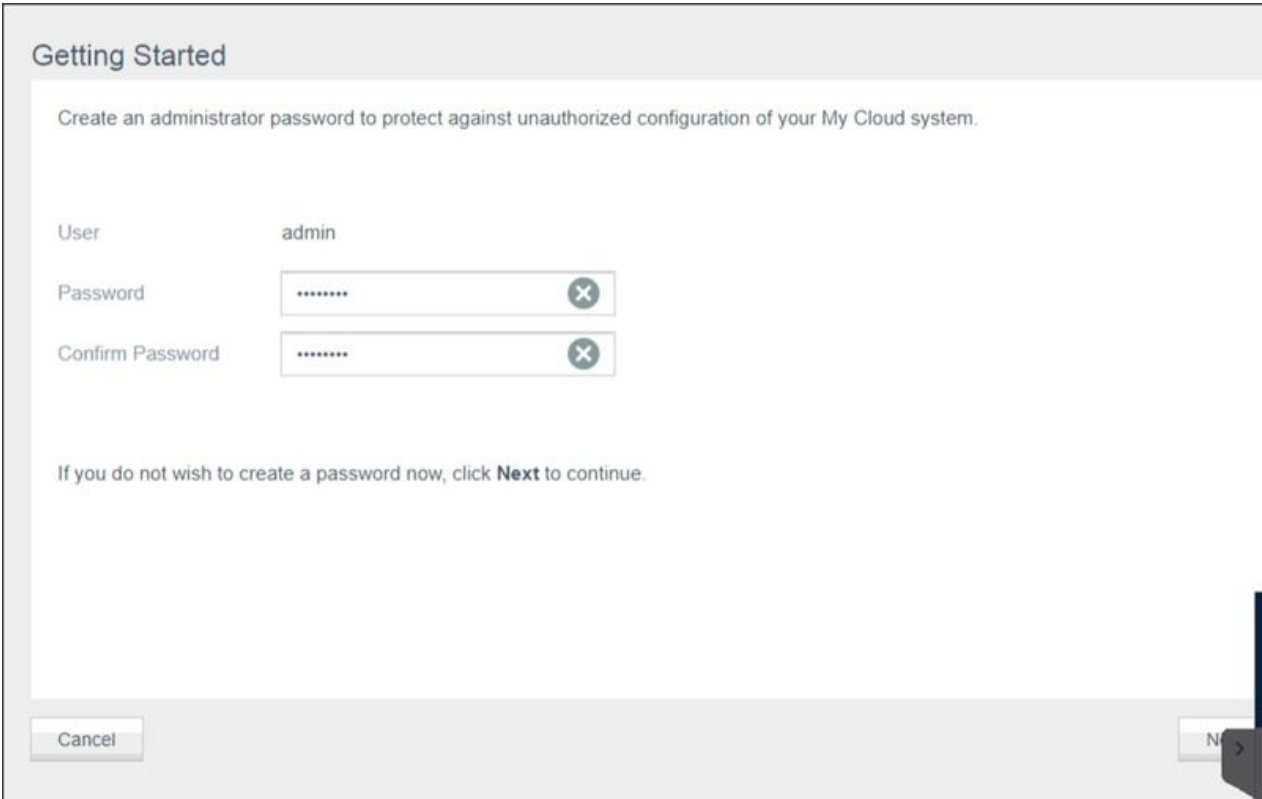 Getting Started
Create an administrator password to protect against unauthorized configuration of your My Cloud system.
User admin
Password ••••••••
Confirm Password ••••••••
If you do not wish to create a password now, click Next to continue.
Cancel